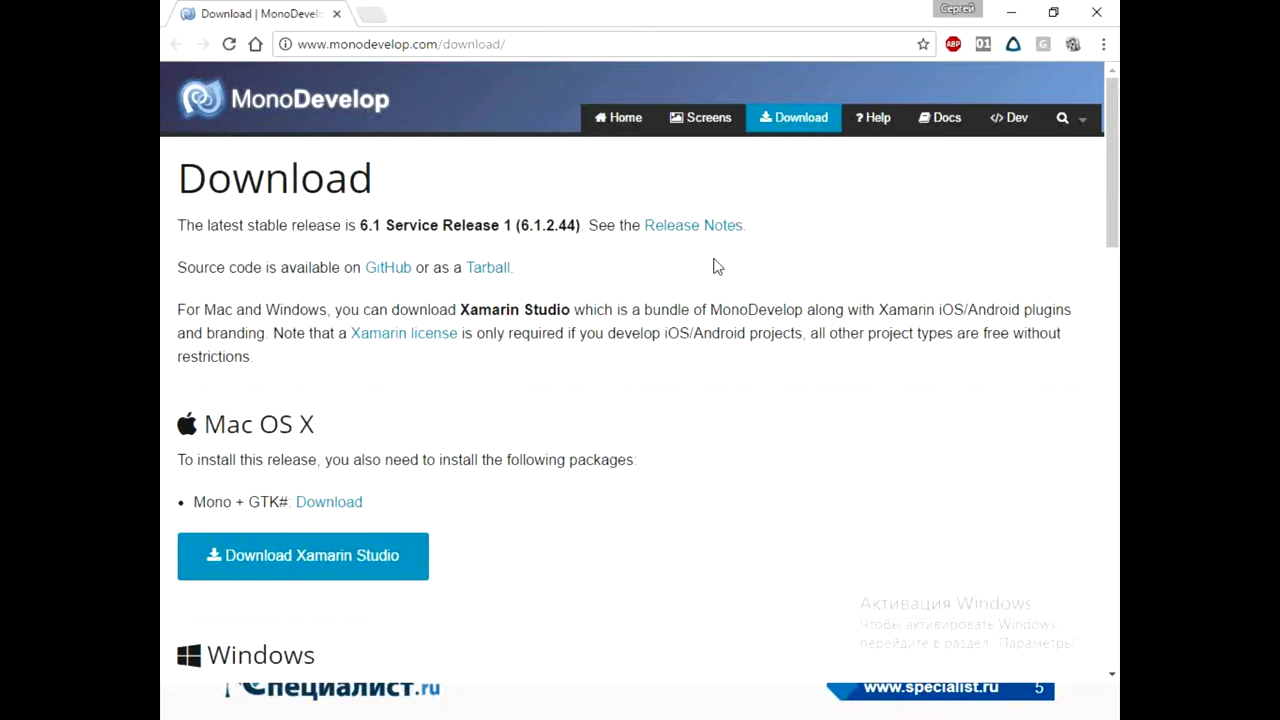 Download | MonoDevelo
Сергей
www.monodevelop.com/download/
ABP
01
G
MonoDevelop
Home Screens Download ? Help Docs </> Dev
Download
The latest stable release is 6.1 Service Release 1 (6.1.2.44). See the Release Notes.
Source code is available on GitHub or as a Tarball.
For Mac and Windows, you can download Xamarin Studio which is a bundle of MonoDevelop along with Xamarin iOS/Android plugins
and branding. Note that a Xamarin license is only required if you develop iOS/Android projects, all other project types are free without
restrictions.
Mac OS X
To install this release, you also need to install the following packages:
• Mono + GTK#: Download
Download Xamarin Studio
Активация Windows
Чтобы активировать Windows,
перейдите в раздел "Параметры"
Windows
Специалист.ru
www.specialist.ru 5